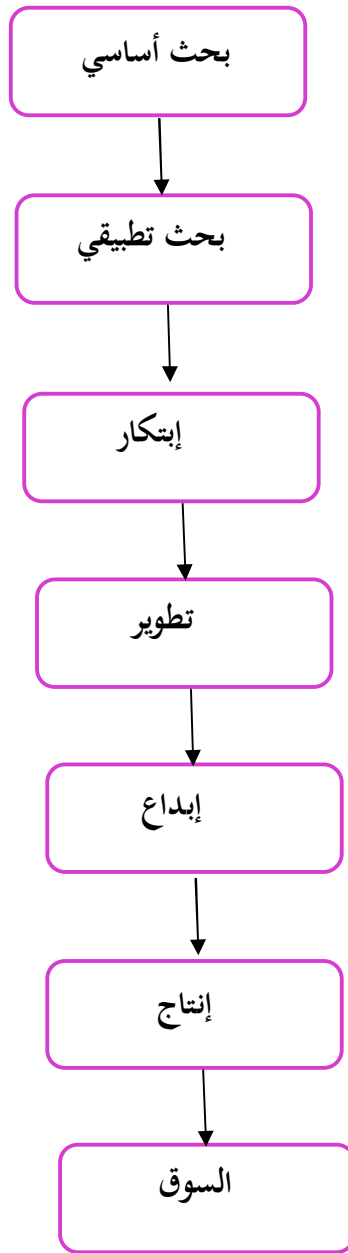 بحث أساسي
بحث تطبيقي
إبتكار
تطوير
إبداع
إنتاج
السوق